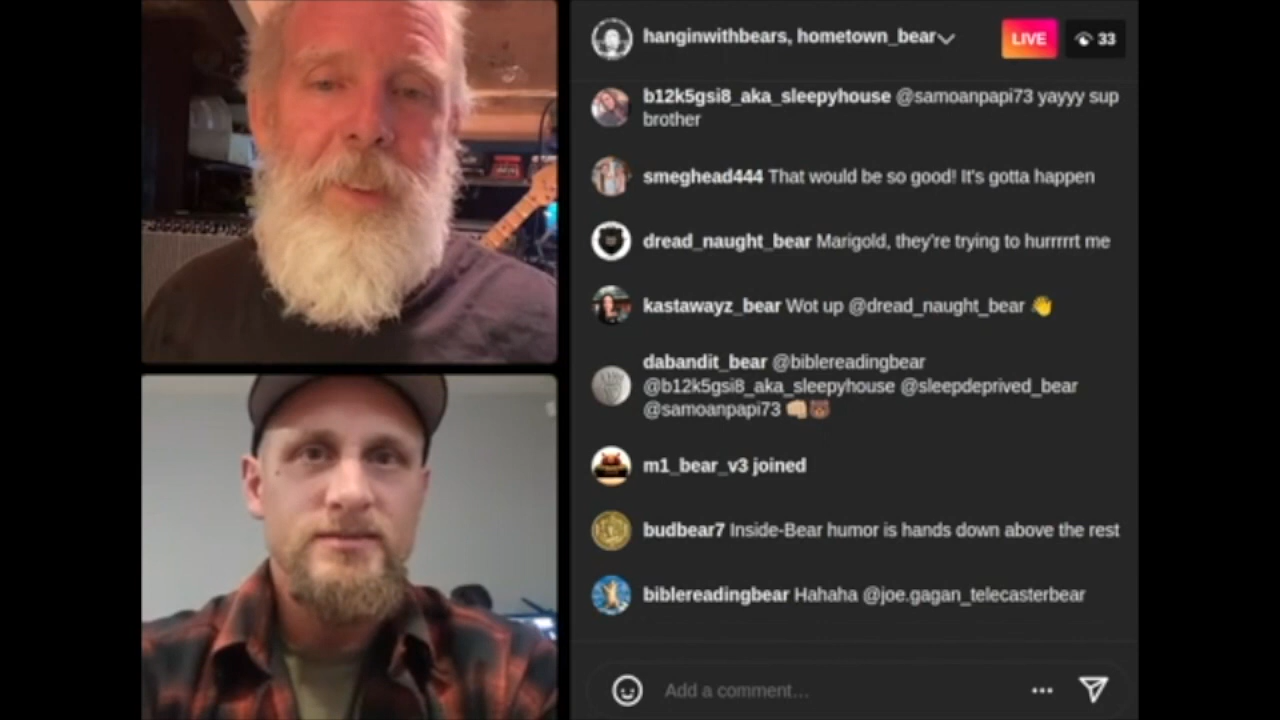 hanginwithbears, hometown_bear
LIVE
33
b12k5gsi8_aka_sleepyhouse @samoanpapi73 yayyy sup
brother
smeghead444 That would be so good! It's gotta happen
dread_naught_bear Marigold, they're trying to hurrrrrt me
kastawayz_bear Wot up @dread_naught_bear 👋
dabandit_bear @biblereadingbear
@b12k5gsi8_aka_sleepyhouse @sleepdeprived_bear
@samoanpapi73 👊🏼🐻
m1_bear_v3 joined
budbear7 Inside-Bear humor is hands down above the rest
biblereadingbear Hahaha @joe.gagan_telecasterbear
Add a comment...